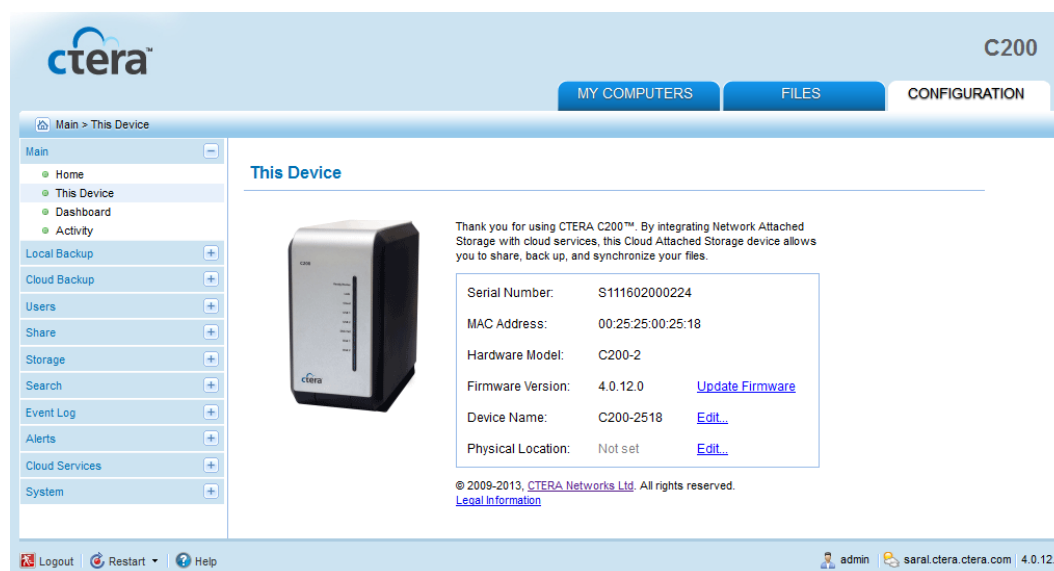 ctera™
C200
MY COMPUTERS
FILES
CONFIGURATION
Main > This Device
Main
Home
This Device
Dashboard
Activity
Local Backup
Cloud Backup
Users
Share
Storage
Search
Event Log
Alerts
Cloud Services
System
This Device
C200
ctera
Thank you for using CTERA C200™. By integrating Network Attached
Storage with cloud services, this Cloud Attached Storage device allows
you to share, back up, and synchronize your files.
Serial Number: S111602000224
MAC Address: 00:25:25:00:25:18
Hardware Model: C200-2
Firmware Version: 4.0.12.0 Update Firmware
Device Name: C200-2518 Edit...
Physical Location: Not set Edit...
© 2009-2013, CTERA Networks Ltd. All rights reserved.
Legal Information
Logout
Restart
Help
admin
saral.ctera.ctera.com
4.0.12